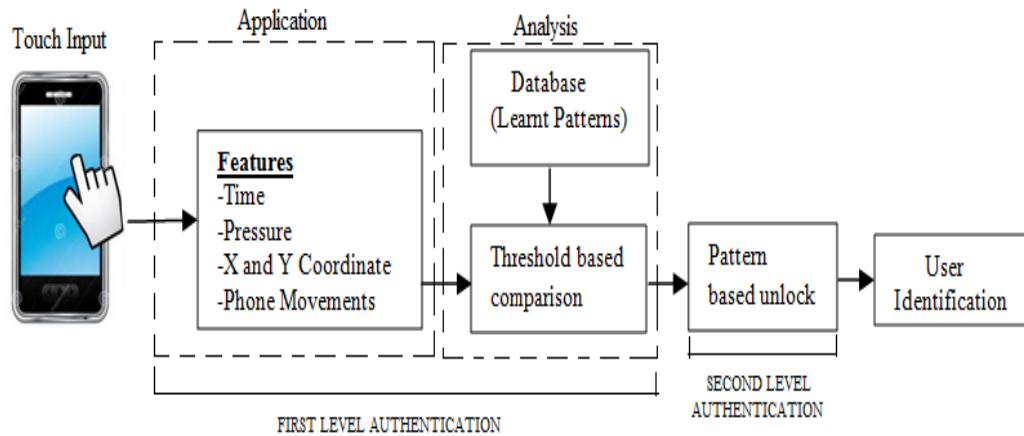 Touch Input
Application
Features
-Time
-Pressure
-X and Y Coordinate
-Phone Movements
Analysis
Database
(Learnt Patterns)
Threshold based
comparison
Pattern
based unlock
User
Identification
FIRST LEVEL AUTHENTICATION
SECOND LEVEL
AUTHENTICATION